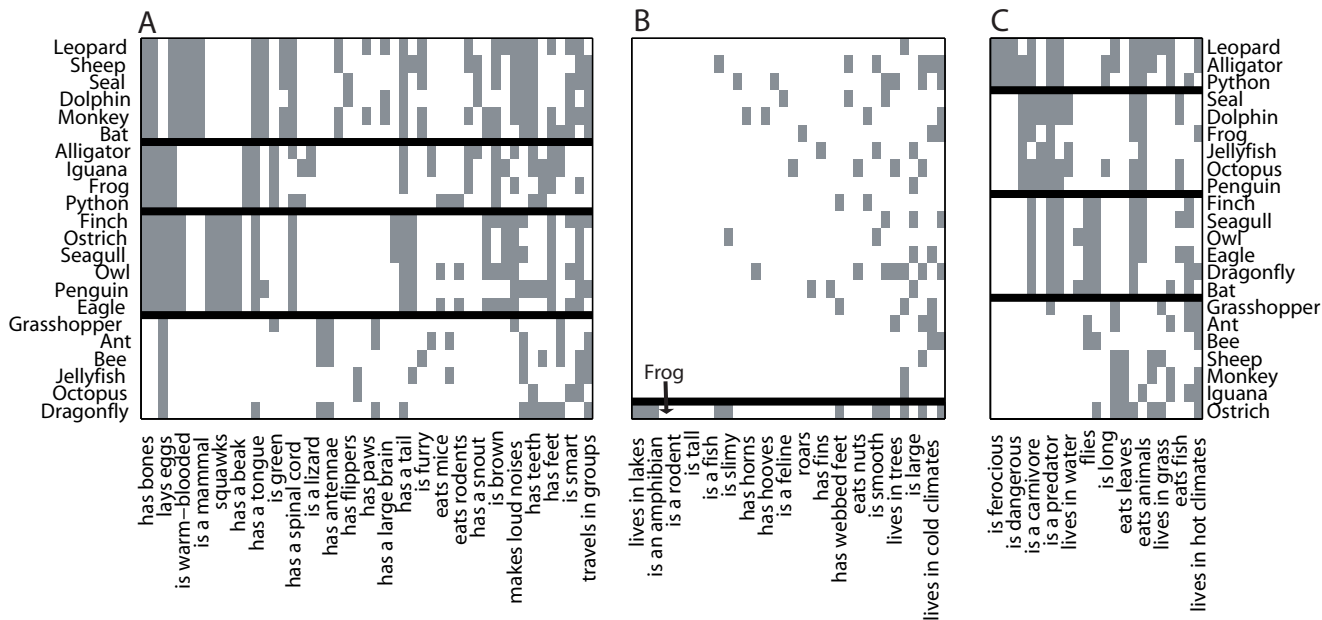 A
B
C
Leopard
Sheep
Seal
Dolphin
Monkey
Bat
Alligator
Iguana
Frog
Python
Finch
Ostrich
Seagull
Owl
Penguin
Eagle
Grasshopper
Ant
Bee
Jellyfish
Octopus
Dragonfly
Frog
Leopard
Alligator
Python
Seal
Dolphin
Frog
Jellyfish
Octopus
Penguin
Finch
Seagull
Owl
Eagle
Dragonfly
Bat
Grasshopper
Ant
Bee
Sheep
Monkey
Iguana
Ostrich
has bones
lays eggs
is warm−blooded
is a mammal
squawks
has a beak
has a tongue
is green
has a spinal cord
is a lizard
has antennae
has flippers
has paws
has a large brain
has a tail
is furry
eats mice
eats rodents
has a snout
is brown
makes loud noises
has teeth
has feet
is smart
travels in groups
lives in lakes
is an amphibian
is a rodent
is tall
is a fish
is slimy
has horns
has hooves
is a feline
roars
has fins
has webbed feet
eats nuts
is smooth
lives in trees
is large
lives in cold climates
is ferocious
is dangerous
is a carnivore
is a predator
lives in water
flies
is long
eats leaves
eats animals
lives in grass
eats fish
lives in hot climates